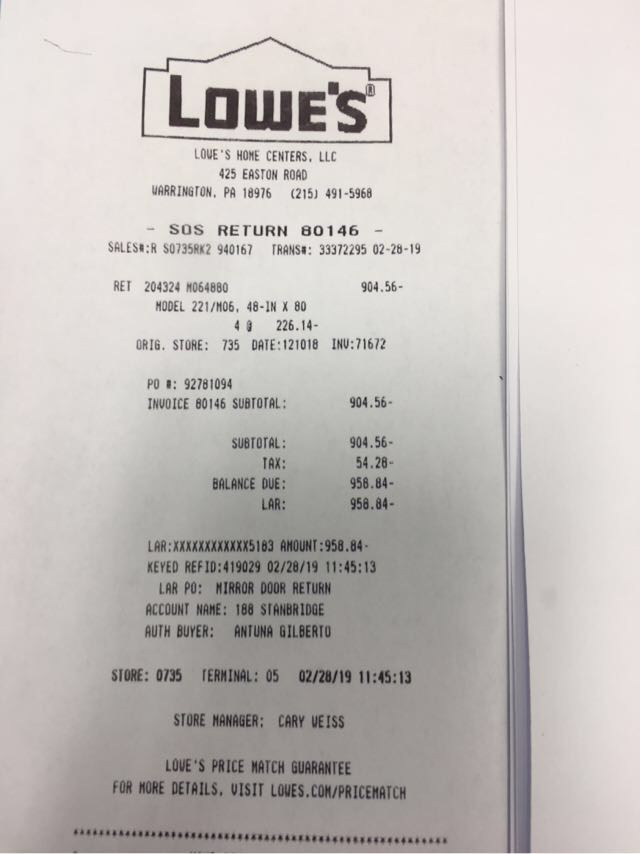 LOWE'S®
LOWE'S HOME CENTERS, LLC
425 EASTON ROAD
WARRINGTON, PA 18976 (215) 491-5968
- SOS RETURN 80146 -
SALES#:R S0735RK2 940167 TRANS#: 33372295 02-28-19
RET 204324 M064880 904.56-
MODEL 221/M06, 48-IN X 80
4 @ 226.14-
ORIG. STORE: 735 DATE:121018 INV:71672
PO #: 92781094
INVOICE 80146 SUBTOTAL: 904.56-
SUBTOTAL: 904.56-
TAX: 54.28-
BALANCE DUE: 958.84-
LAR: 958.84-
LAR:XXXXXXXXXXXX5183 AMOUNT:958.84-
KEYED REFID:419029 02/28/19 11:45:13
LAR PO: MIRROR DOOR RETURN
ACCOUNT NAME: 188 STANBRIDGE
AUTH BUYER: ANTUNA GILBERTO
STORE: 0735 TERMINAL: 05 02/28/19 11:45:13
STORE MANAGER: CARY WEISS
LOWE'S PRICE MATCH GUARANTEE
FOR MORE DETAILS, VISIT LOWES.COM/PRICEMATCH